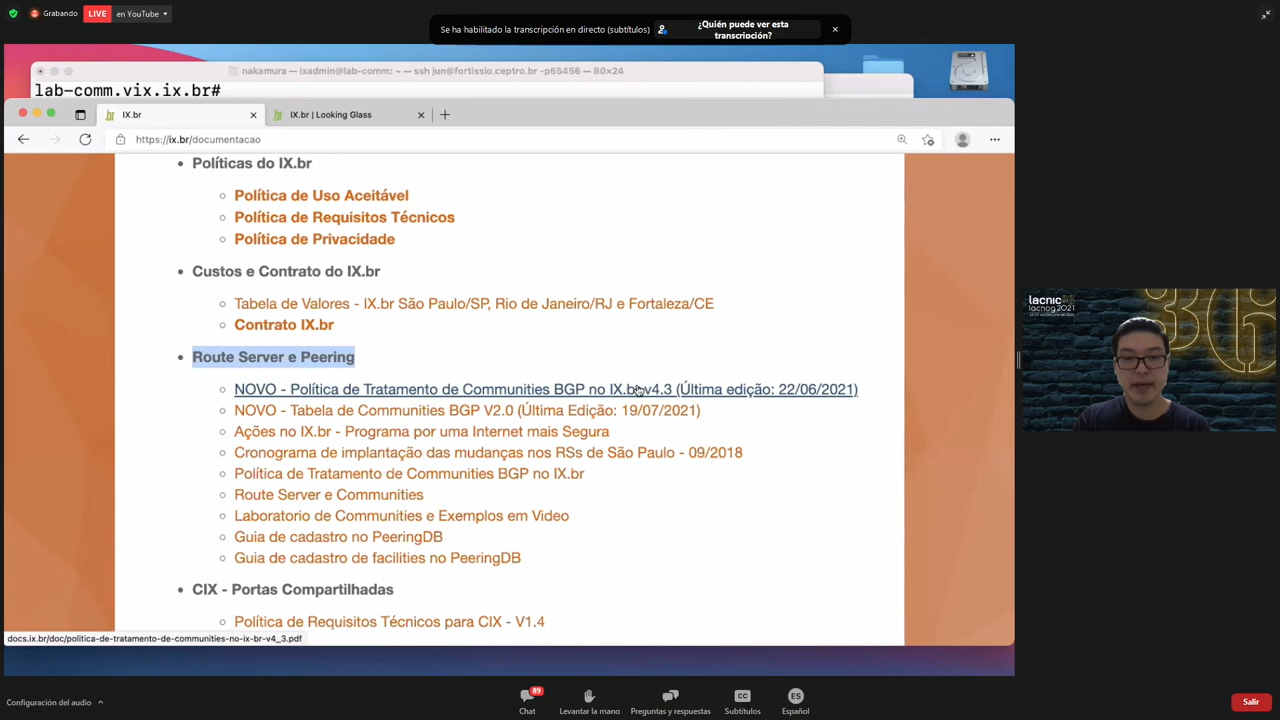 Grabando
LIVE en YouTube
Se ha habilitado la transcripción en directo (subtítulos)
¿Quién puede ver esta
transcripción?
nakamura — ixadmin@lab-comm: ~ — ssh jun@fortissio.ceptro.br -p65456 — 80x24
lab-comm.vix.ix.br#
IX.br
IX.br | Looking Glass
https://ix.br/documentacao
Políticas do IX.br
Política de Uso Aceitável
Política de Requisitos Técnicos
Política de Privacidade
Custos e Contrato do IX.br
Tabela de Valores - IX.br São Paulo/SP, Rio de Janeiro/RJ e Fortaleza/CE
Contrato IX.br
Route Server e Peering
NOVO - Política de Tratamento de Communities BGP no IX.br v4.3 (Última edição: 22/06/2021)
NOVO - Tabela de Communities BGP V2.0 (Última Edição: 19/07/2021)
Ações no IX.br - Programa por uma Internet mais Segura
Cronograma de implantação das mudanças nos RSs de São Paulo - 09/2018
Política de Tratamento de Communities BGP no IX.br
Route Server e Communities
Laboratorio de Communities e Exemplos em Video
Guia de cadastro no PeeringDB
Guia de cadastro de facilities no PeeringDB
CIX - Portas Compartilhadas
Política de Requisitos Técnicos para CIX - V1.4
docs.ix.br/doc/politica-de-tratamento-de-communities-no-ix-br-v4_3.pdf
lacnic 36
lacnog 2021
Configuración del audio
89
Chat
Levantar la mano
Preguntas y respuestas
CC
Subtítulos
ES
Español
Salir